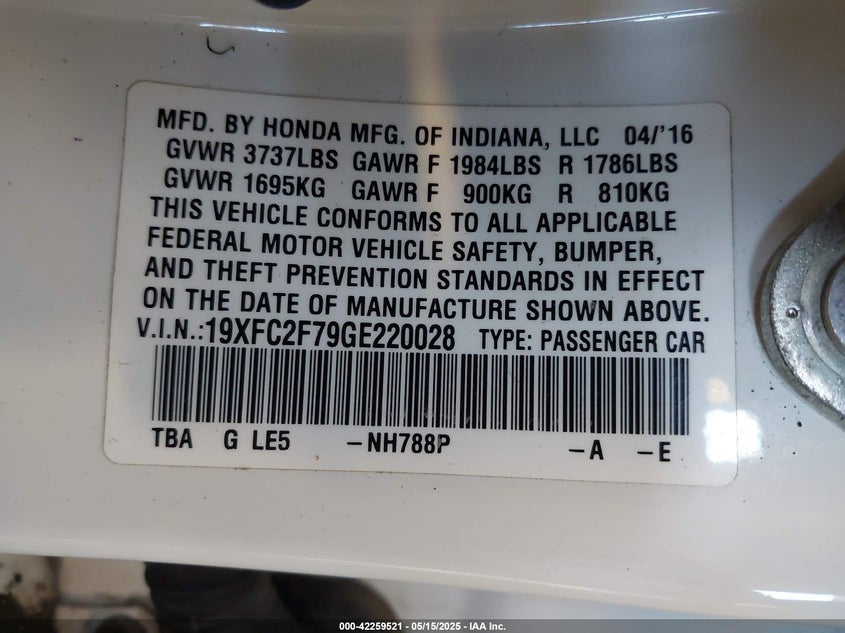 MFD. BY HONDA MFG. OF INDIANA, LLC 04/'16
GVWR 3737LBS GAWR F 1984LBS R 1786LBS
GVWR 1695KG GAWR F 900KG R 810KG
THIS VEHICLE CONFORMS TO ALL APPLICABLE
FEDERAL MOTOR VEHICLE SAFETY, BUMPER,
AND THEFT PREVENTION STANDARDS IN EFFECT
ON THE DATE OF MANUFACTURE SHOWN ABOVE.
V.I.N.:19XFC2F79GE220028 TYPE: PASSENGER CAR
TBA G LE5 –NH788P –A –E
000-42259521 - 05/15/2025 - IAA Inc.